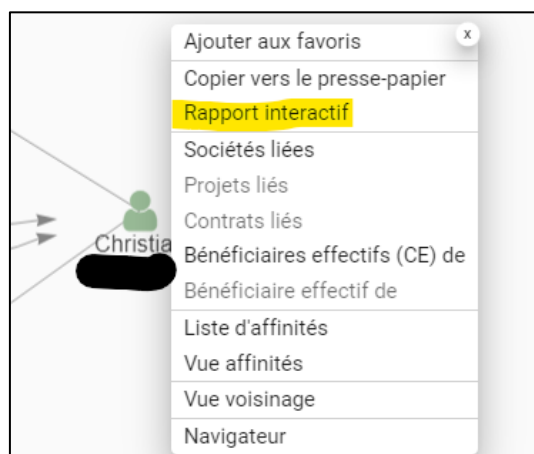 Ajouter aux favoris
x
Copier vers le presse-papier
Rapport interactif
Sociétés liées
Projets liés
Contrats liés
Christia
Bénéficiaires effectifs (CE) de
Bénéficiaire effectif de
Liste d'affinités
Vue affinités
Vue voisinage
Navigateur